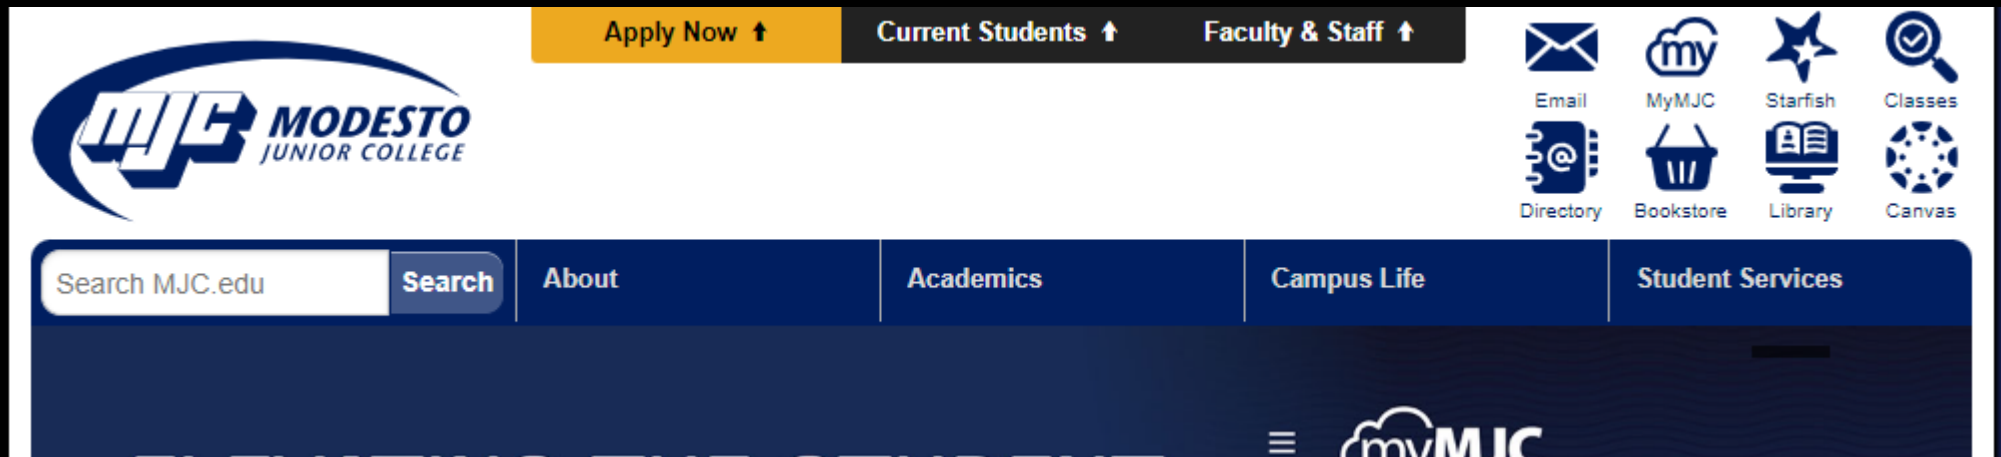 Apply Now
Current Students
Faculty & Staff
MJC MODESTO
JUNIOR COLLEGE
my
Email
MyMJC
Starfish
Classes
@
Directory
Bookstore
Library
Canvas
Search MJC.edu
Search
About
Academics
Campus Life
Student Services
myMJC